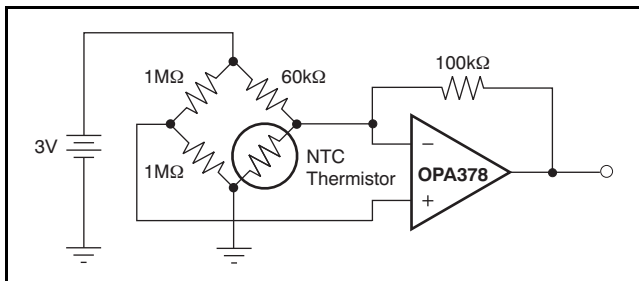 100kΩ
1MΩ
60kΩ
3V
1MΩ
NTC
Thermistor
−
OPA378
+